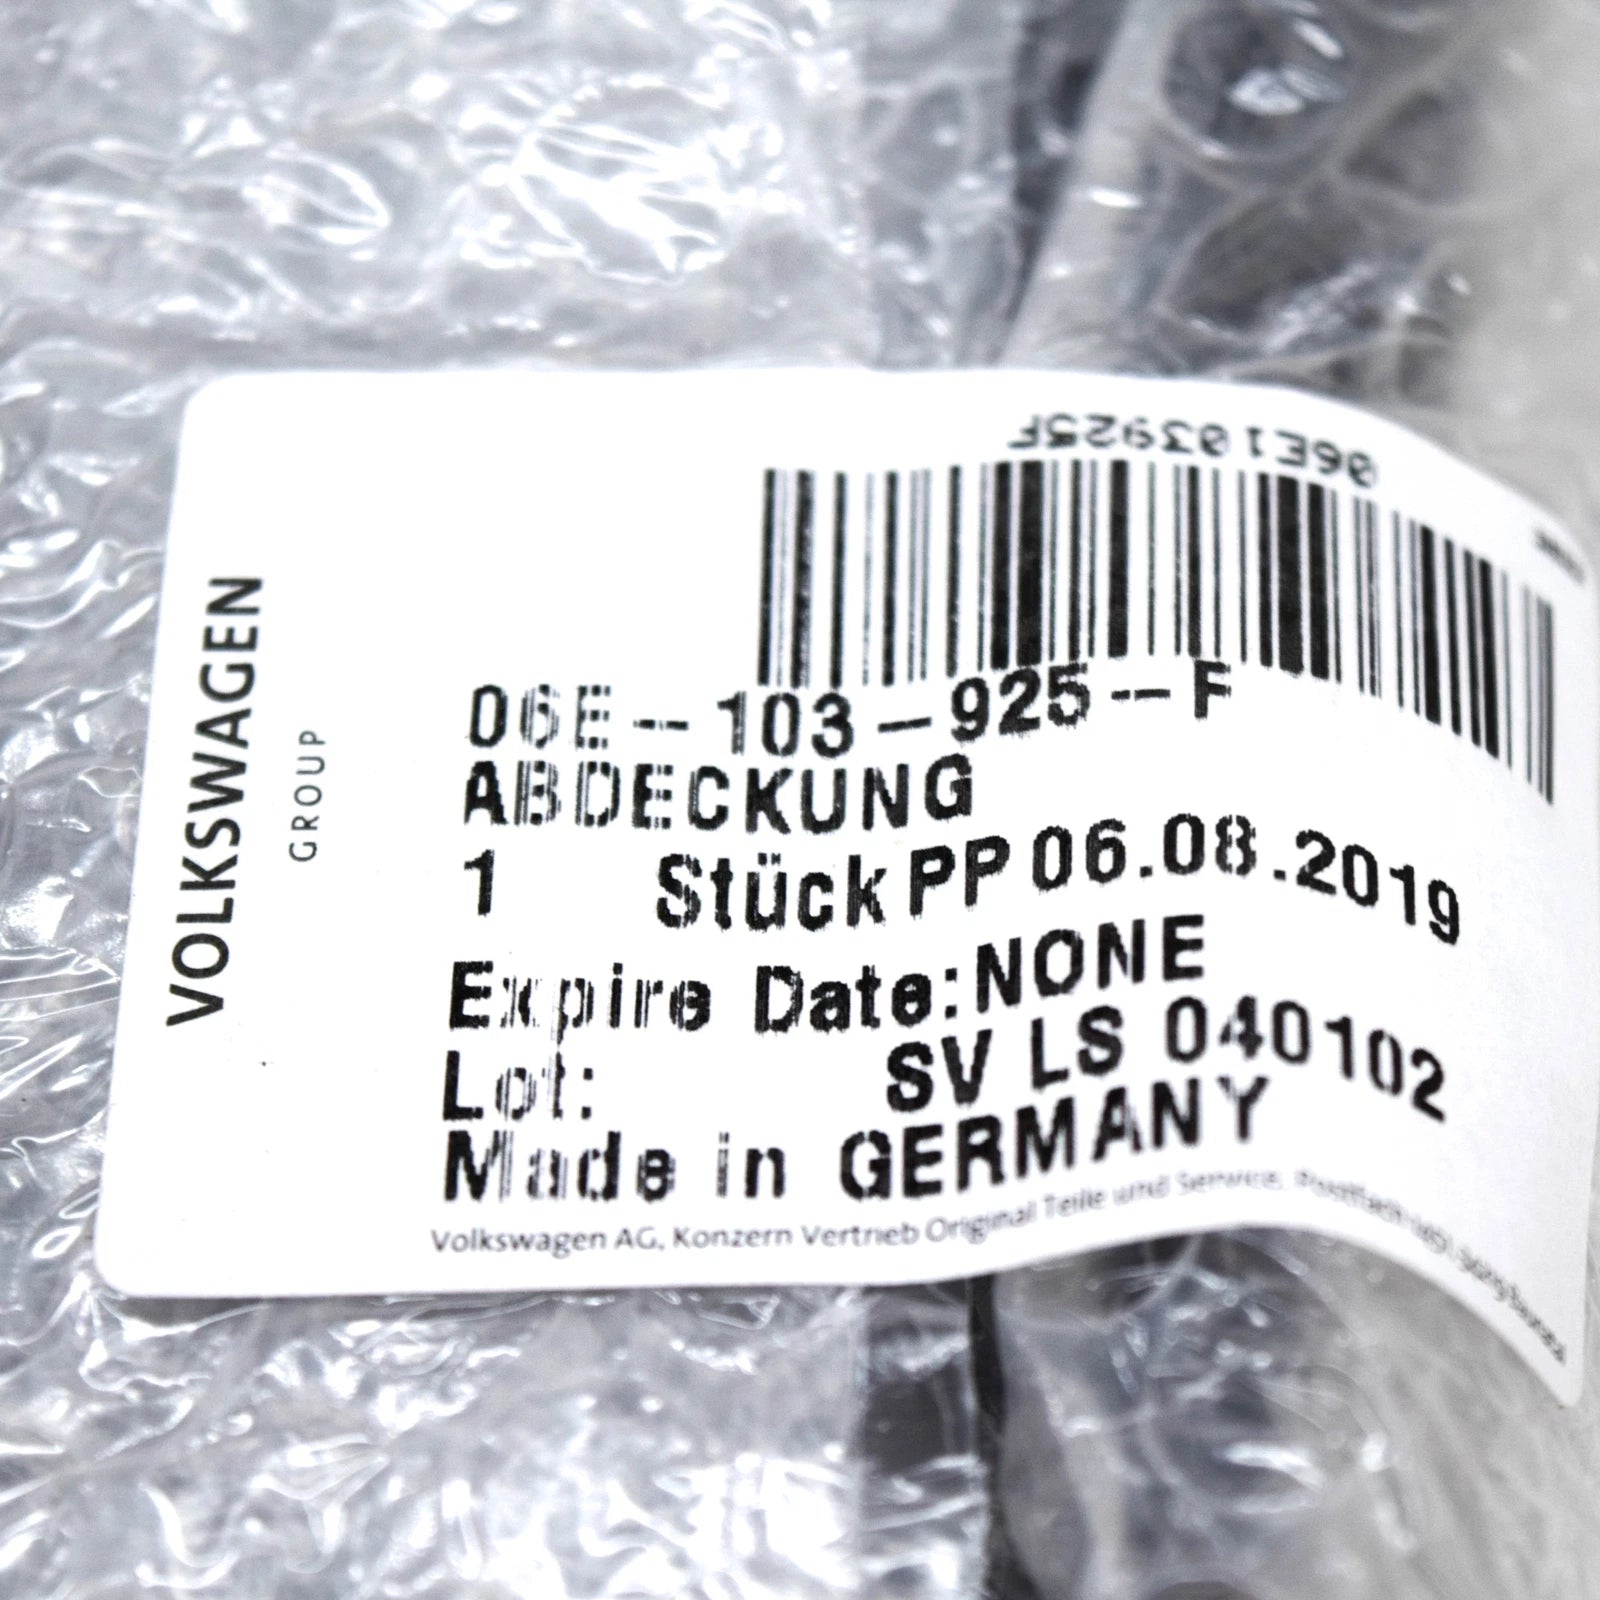 VOLKSWAGEN
GROUP
06E103925F
06E-103-925-F
ABDECKUNG
1 Stück PP 06.08.2019
Expire Date:NONE
Lot: SV LS 040102
Made in GERMANY
Volkswagen AG, Konzern Vertrieb Original Teile und Service, Postfach